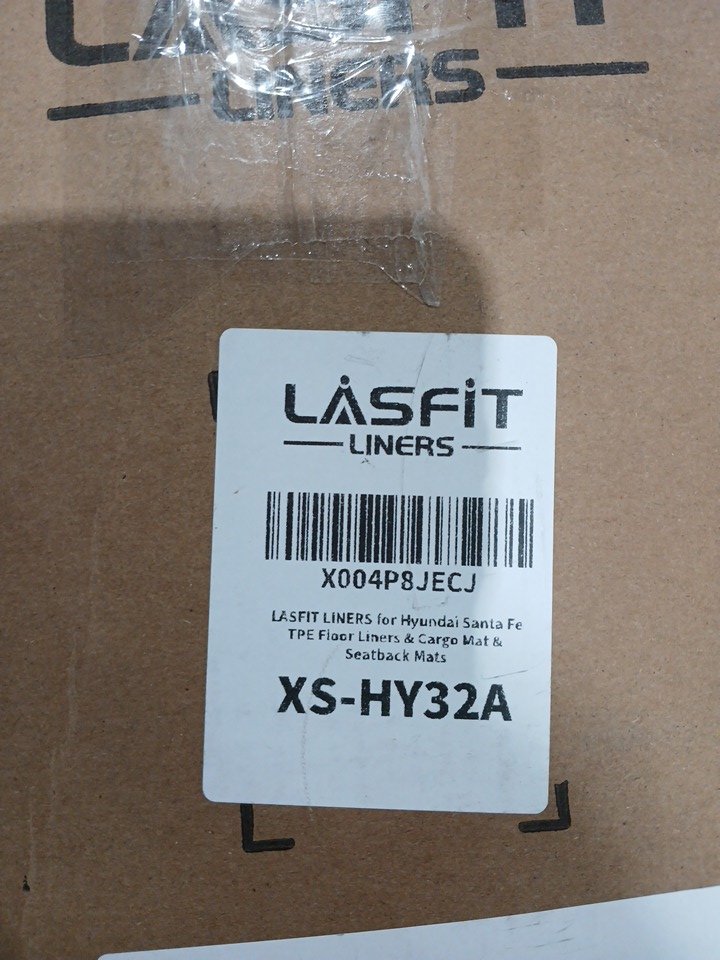 LASFIT
LINERS
LASFIT
LINERS
X004P8JECJ
LASFIT LINERS for Hyundai Santa Fe
TPE Floor Liners & Cargo Mat &
Seatback Mats
XS-HY32A